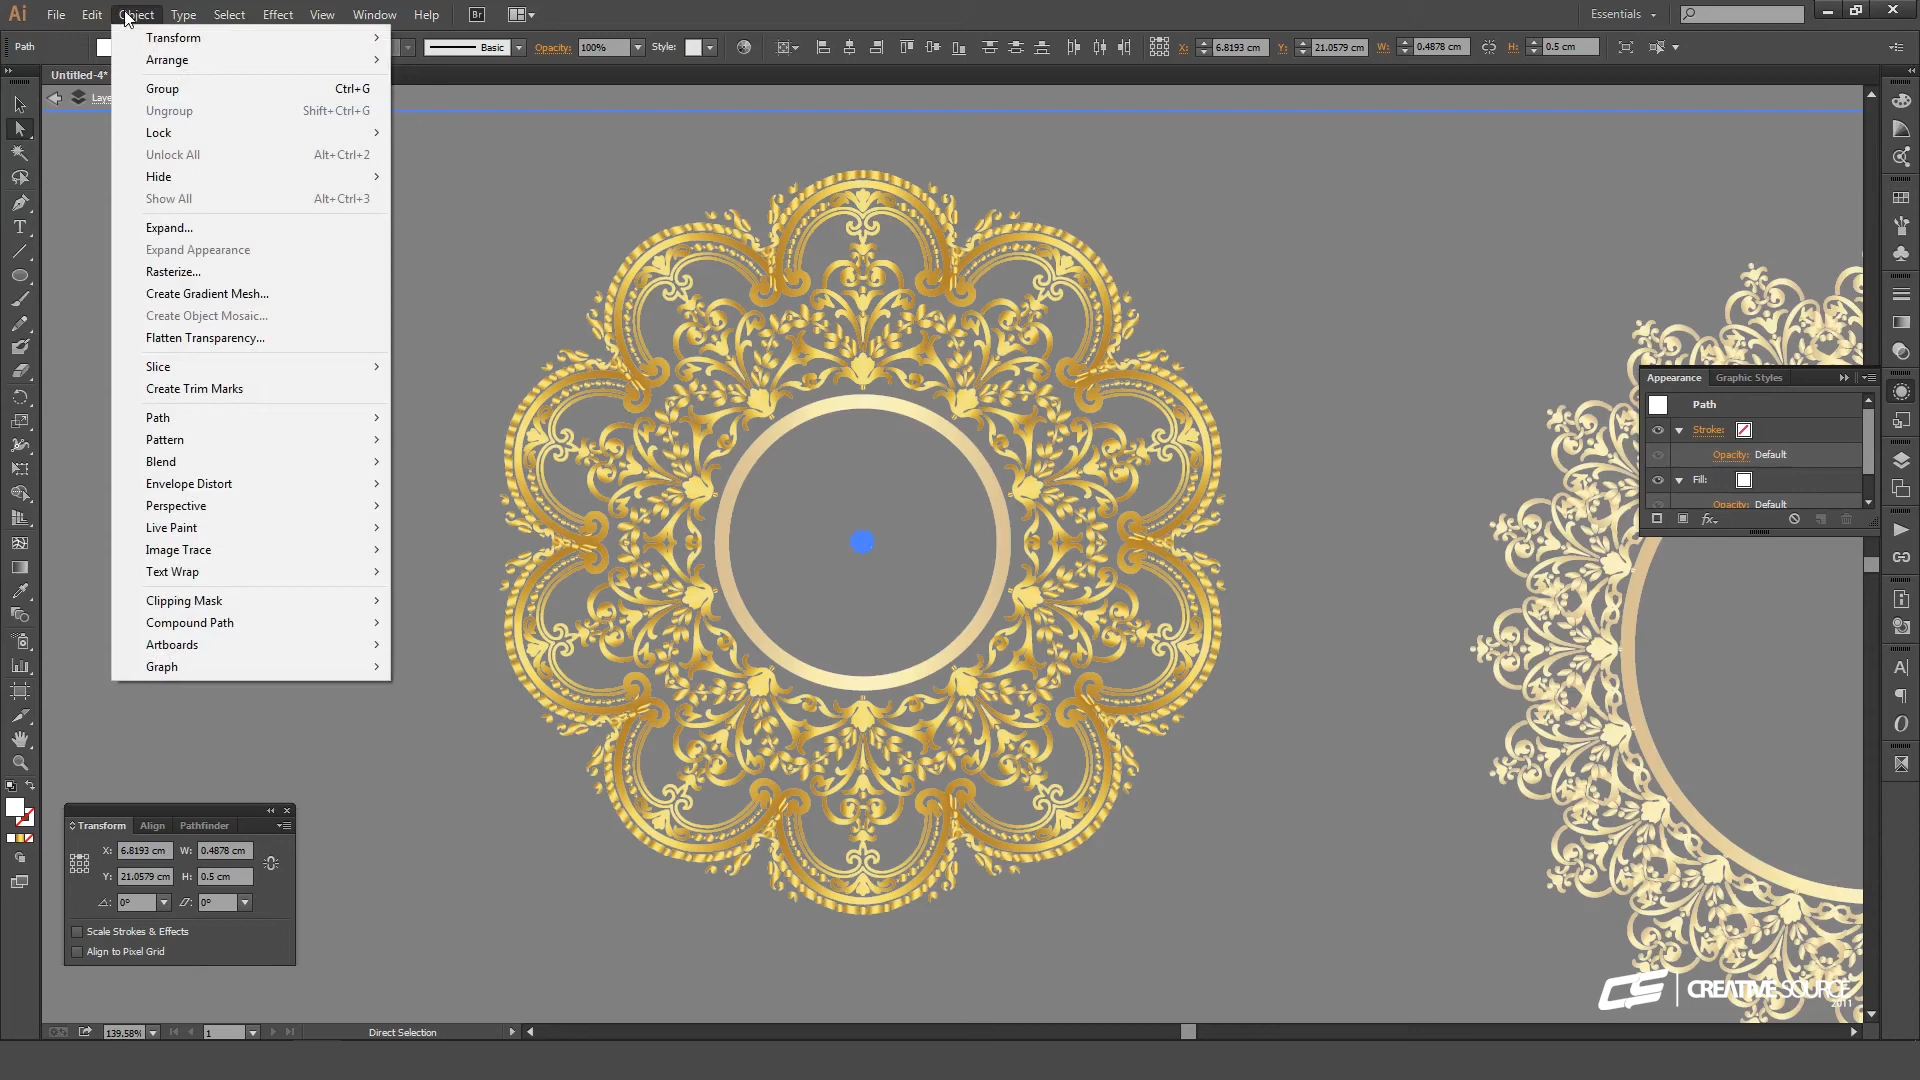 Ai File Edit Object Type Select Effect View Window Help Br Essentials
Path Basic Opacity: 100% Style: X: 6.8193 cm Y: 21.0579 cm W: 0.4878 cm H: 0.5 cm
Untitled-4*
Laye
Transform
Arrange
Group Ctrl+G
Ungroup Shift+Ctrl+G
Lock
Unlock All Alt+Ctrl+2
Hide
Show All Alt+Ctrl+3
Expand...
Expand Appearance
Rasterize...
Create Gradient Mesh...
Create Object Mosaic...
Flatten Transparency...
Slice
Create Trim Marks
Path
Pattern
Blend
Envelope Distort
Perspective
Live Paint
Image Trace
Text Wrap
Clipping Mask
Compound Path
Artboards
Graph
Appearance Graphic Styles
Path
Stroke:
Opacity: Default
Fill:
Opacity: Default
fx
Transform Align Pathfinder
X: 6.8193 cm W: 0.4878 cm
Y: 21.0579 cm H: 0.5 cm
0° 0°
Scale Strokes & Effects
Align to Pixel Grid
CS CREATIVE SOURCE
2011
139.58% 1 Direct Selection